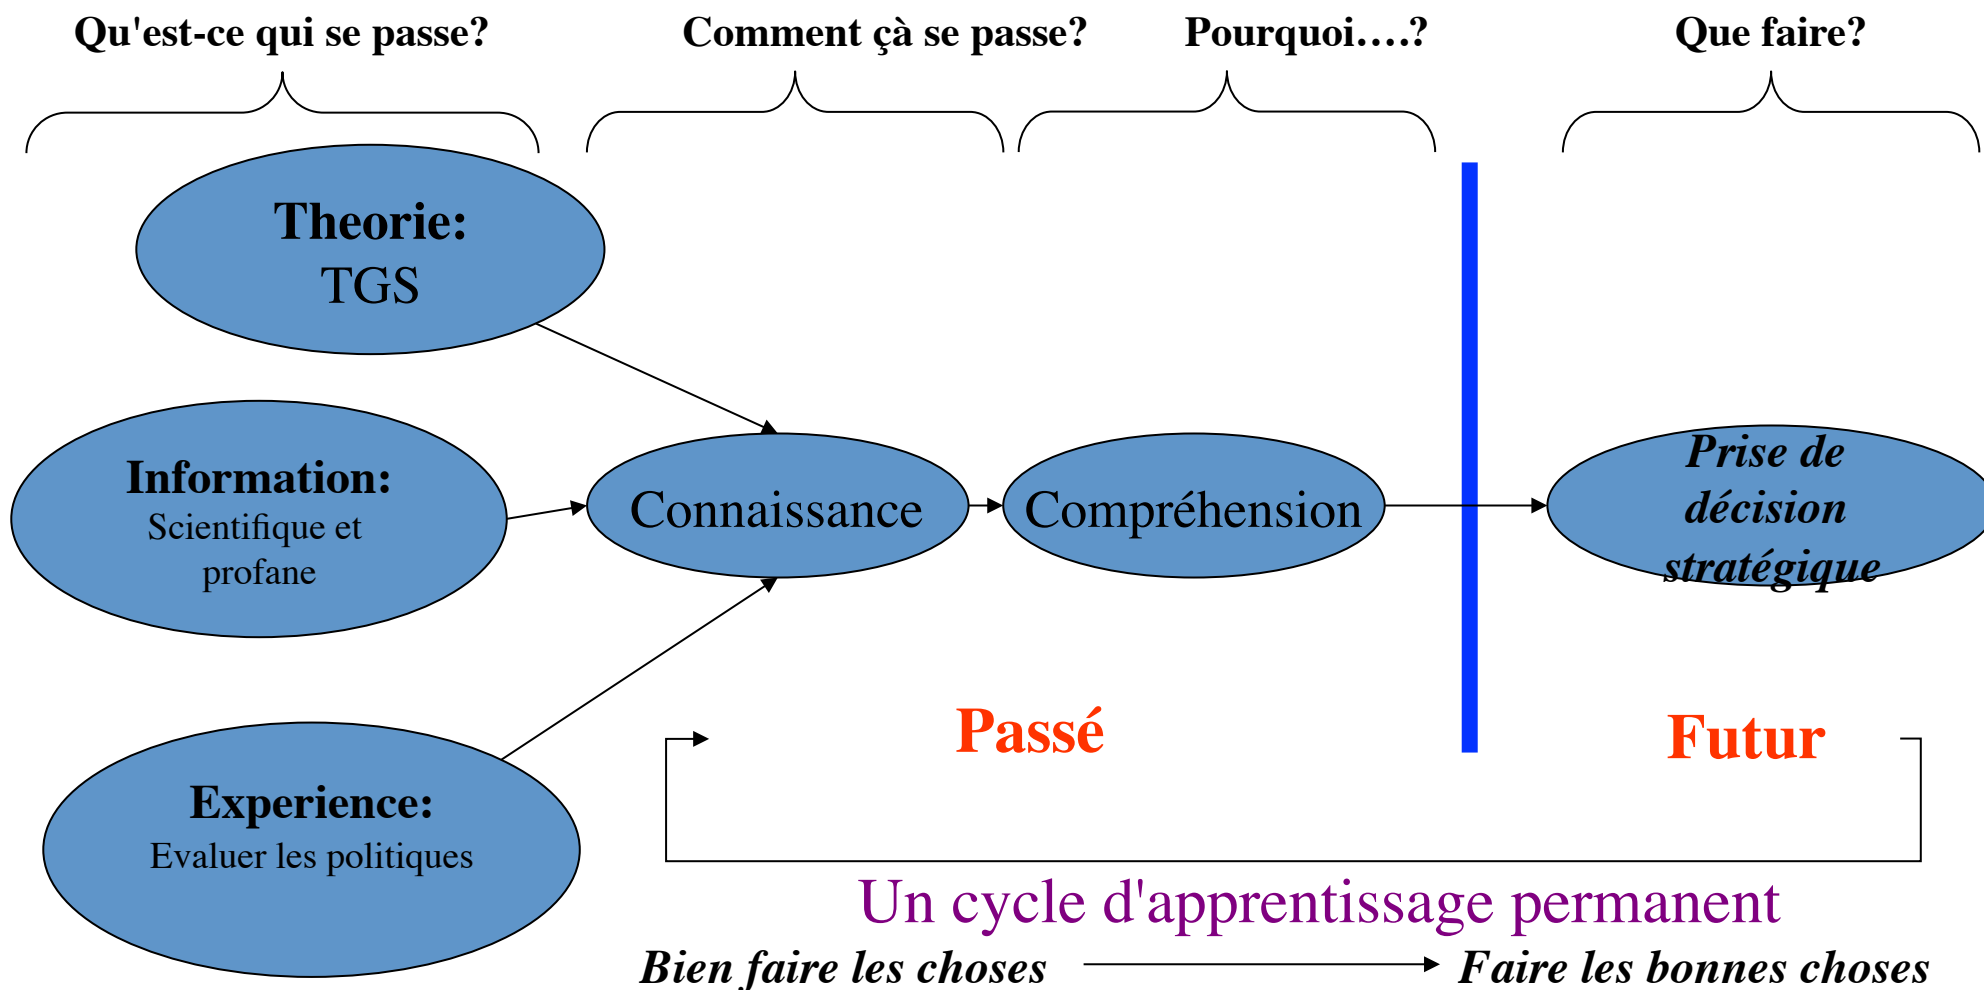 Qu'est-ce qui se passe?
Comment çà se passe?
Pourquoi….?
Que faire?
Theorie:
TGS
Information:
Scientifique et
profane
Connaissance
Compréhension
Prise de
décision
stratégique
Experience:
Evaluer les politiques
Passé
Futur
Un cycle d'apprentissage permanent
Bien faire les choses
Faire les bonnes choses